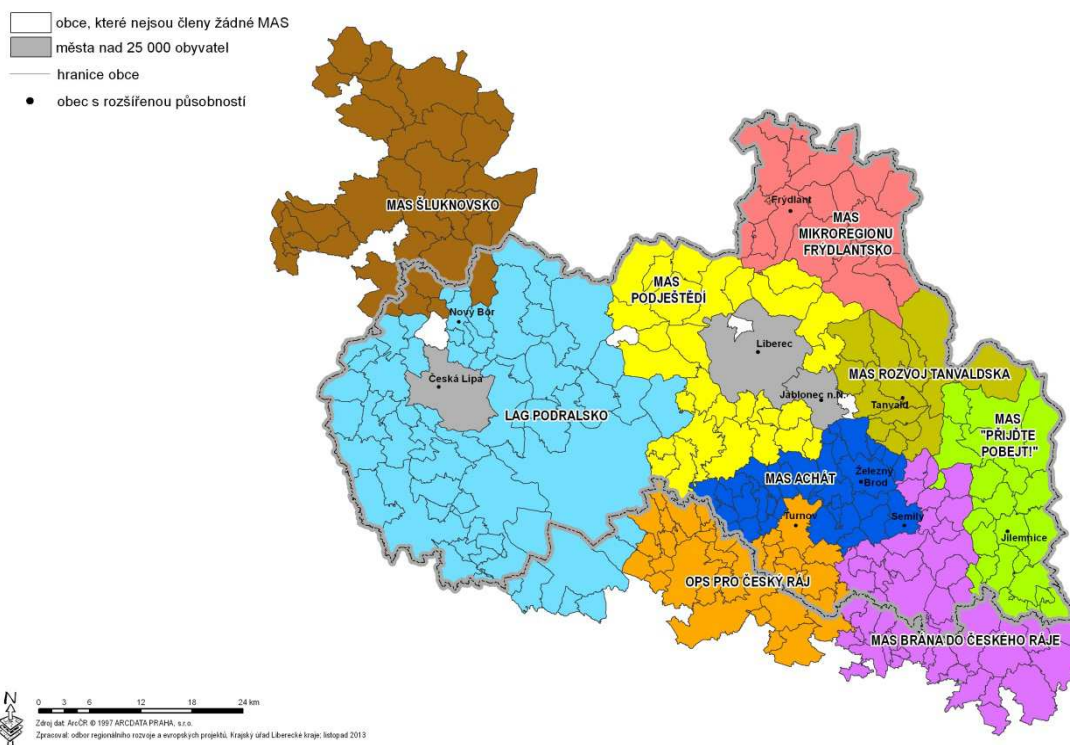 obce, které nejsou členy žádné MAS
města nad 25 000 obyvatel
hranice obce
obec s rozšířenou působností
MAS ŠLUKNOVSKO
Frýdlant
MAS
MIKROREGIONU
FRÝDLANTSKO
MAS
PODJEŠTĚDÍ
Nový Bor
Liberec
Česká Lípa
MAS ROZVOJ TANVALDSKA
Jablonec n.N.
Tanvald
LAG PODRALSKO
MAS
"PŘIJĎTE
POBEJT!"
MAS ACHÁT
Železný
Brod
Turnov
Semily
Jilemnice
OPS PRO ČESKÝ RÁJ
MAS BRÁNA DO ČESKÉHO RÁJE
N
0 3 6 12 18 24 km
Zdroj dat: ArcČR © 1997 ARCDATA PRAHA, s.r.o.
Zpracoval: odbor regionálního rozvoje a evropských projektů, Krajský úřad Liberecké kraje; listopad 2013